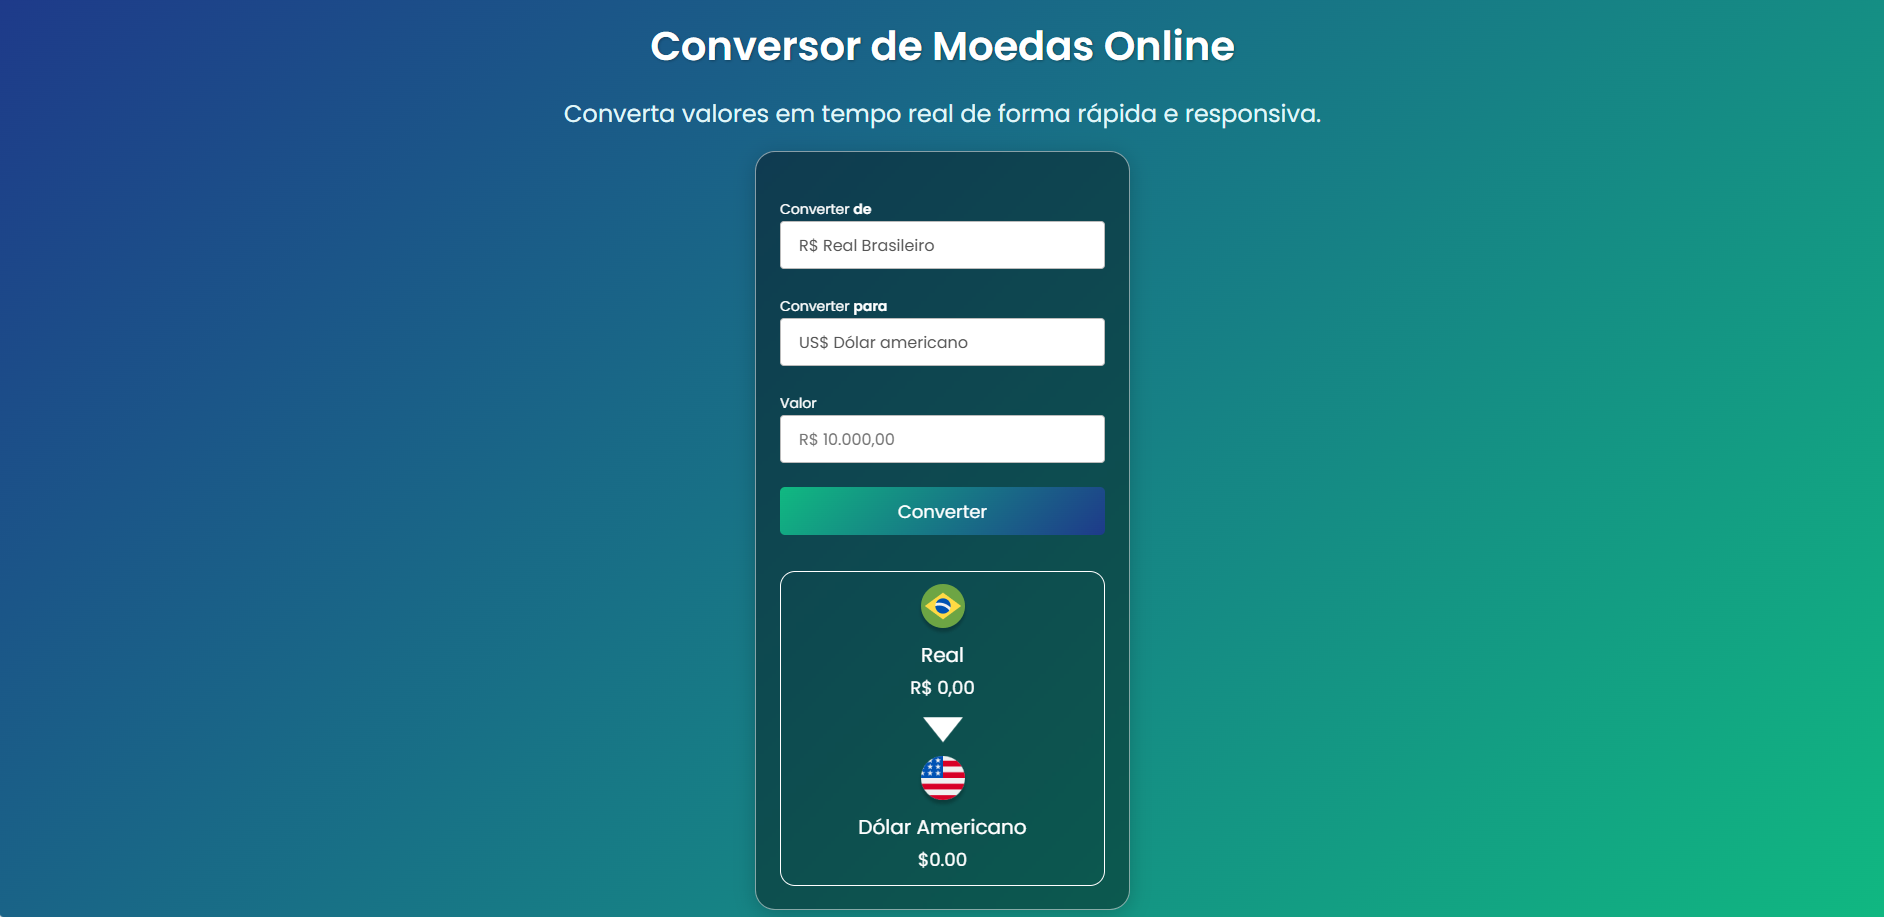 Conversor de Moedas Online
Converta valores em tempo real de forma rápida e responsiva.
Converter de
R$ Real Brasileiro
Converter para
US$ Dólar americano
Valor
R$ 10.000,00
Converter
Real
R$ 0,00
Dólar Americano
$0.00